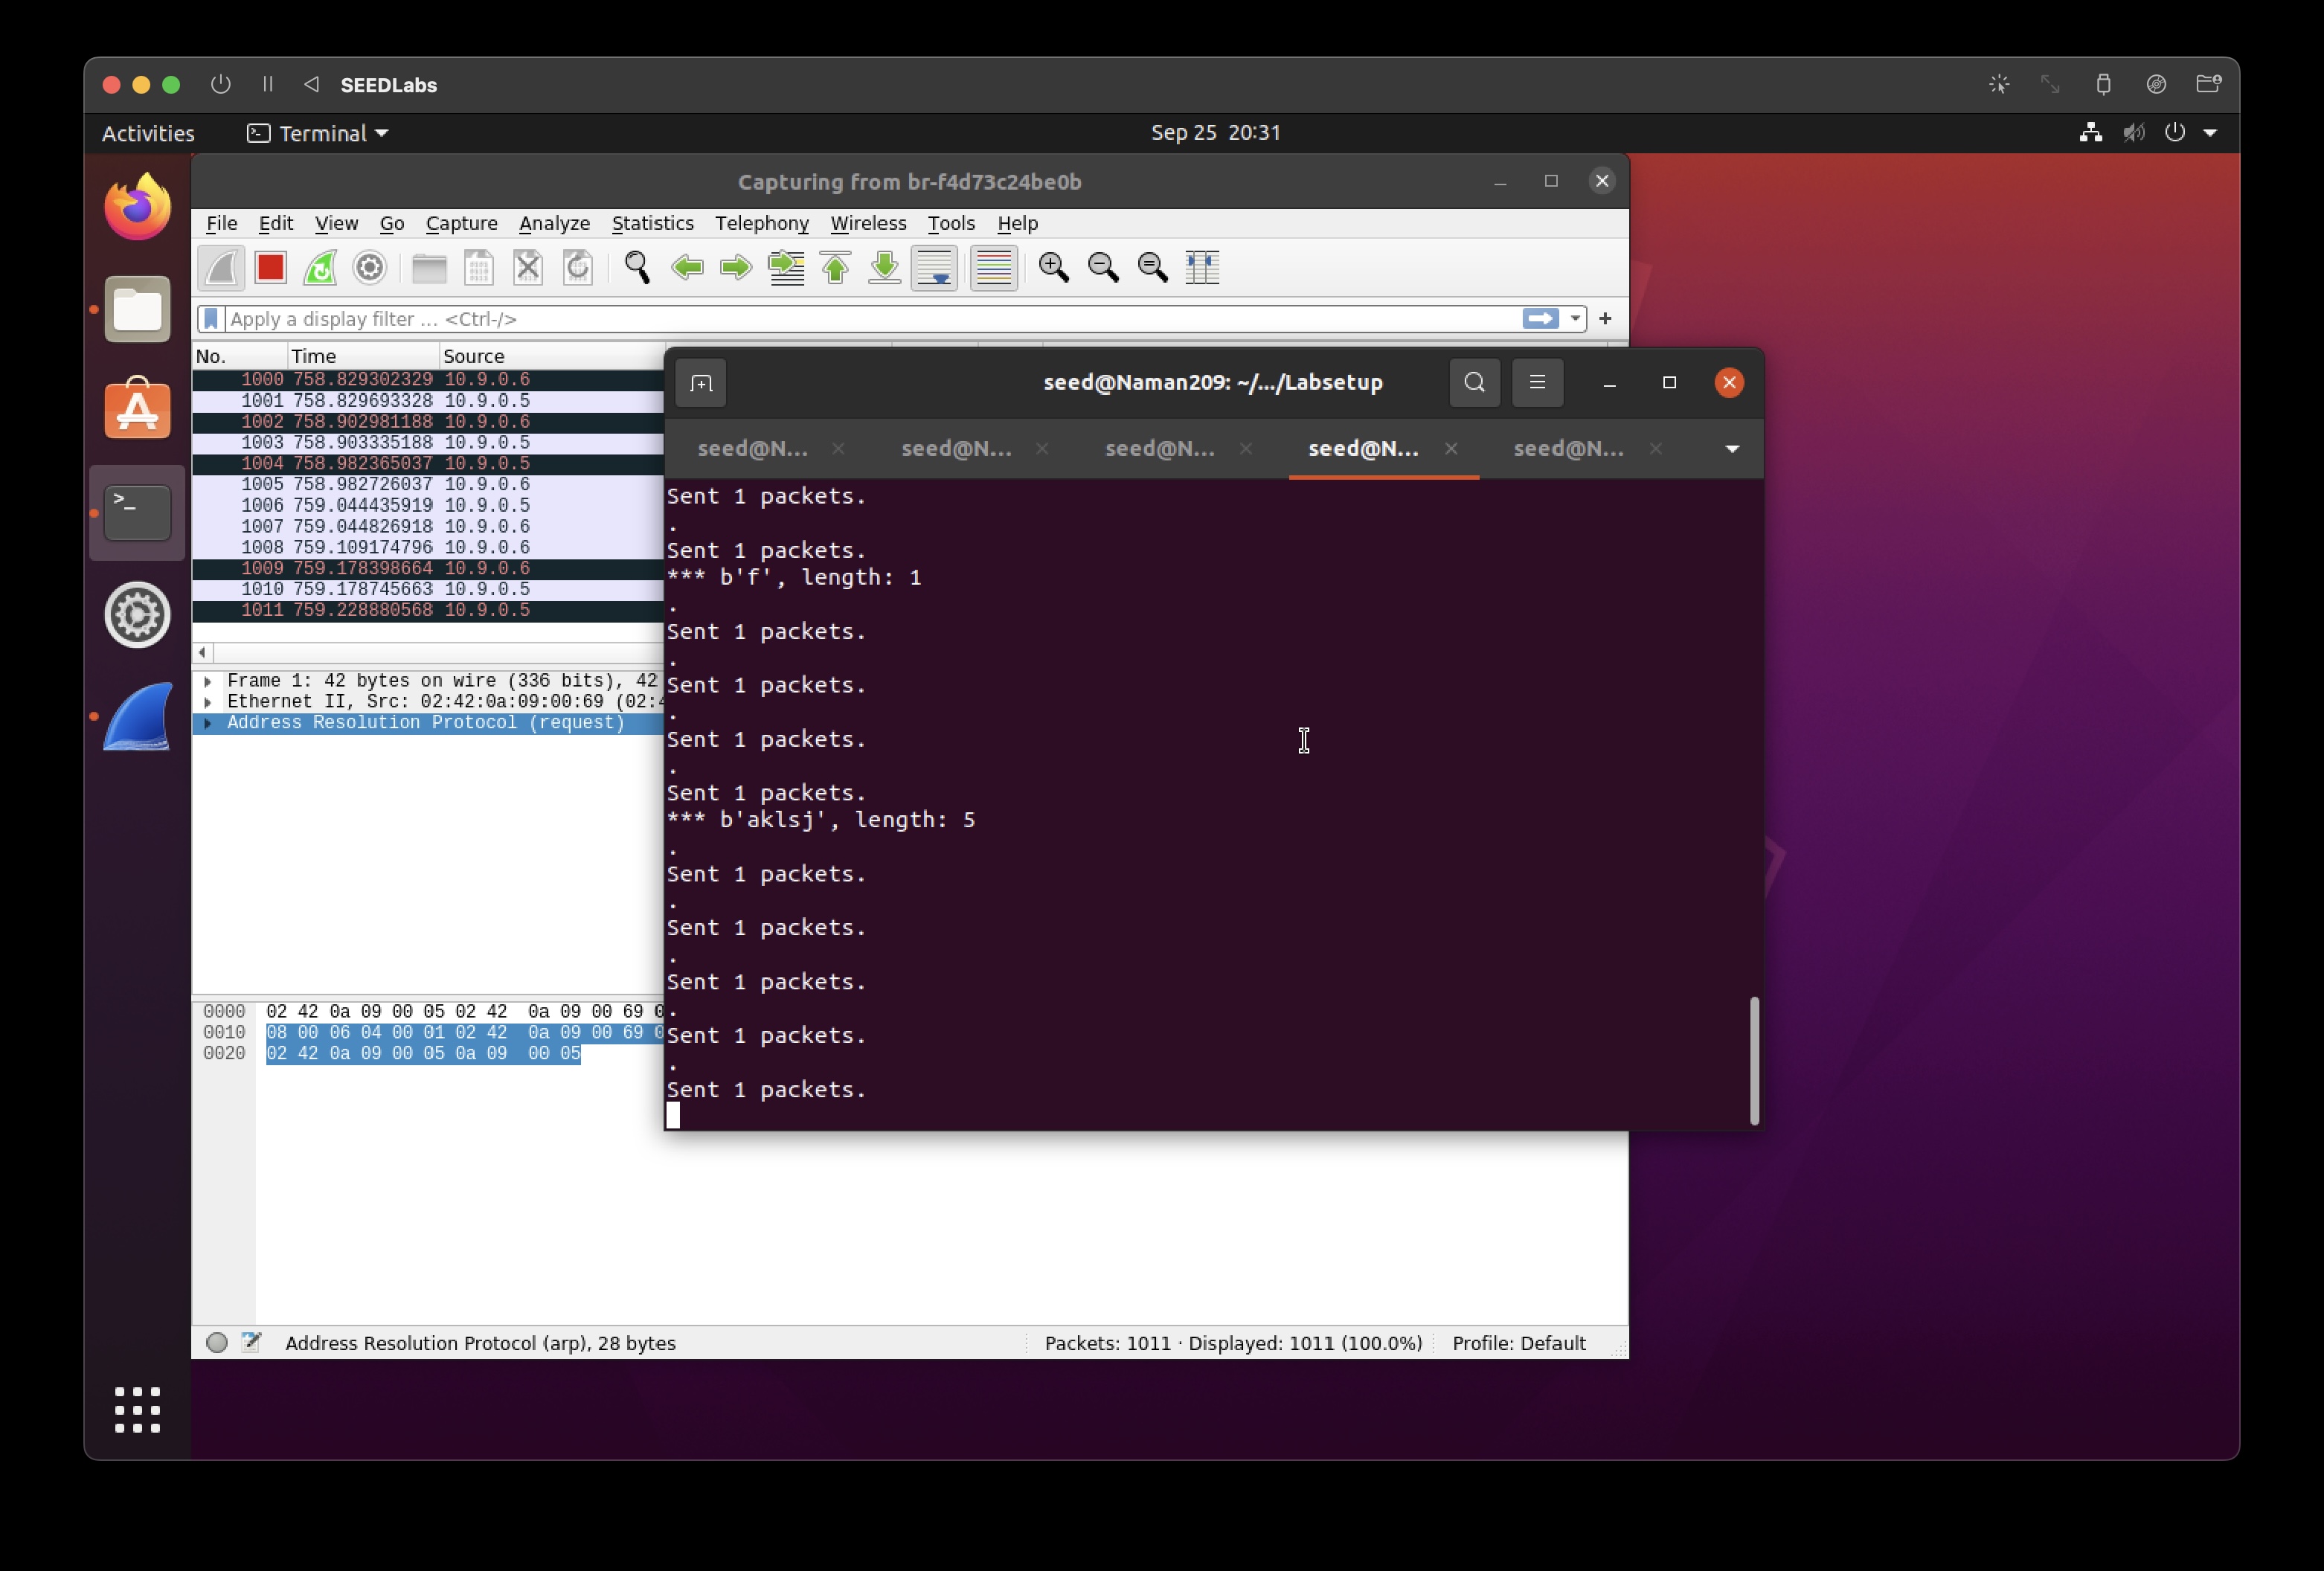 SEEDLabs
Activities
Terminal
Sep 25 20:31
Capturing from br-f4d73c24be0b
File Edit View Go Capture Analyze Statistics Telephony Wireless Tools Help
Apply a display filter … <Ctrl-/>
No. Time Source
1000 758.829302329 10.9.0.6
1001 758.829693328 10.9.0.5
1002 758.902981188 10.9.0.6
1003 758.903335188 10.9.0.5
1004 758.982365037 10.9.0.5
1005 758.982726037 10.9.0.6
1006 759.044435919 10.9.0.5
1007 759.044826918 10.9.0.6
1008 759.109174796 10.9.0.6
1009 759.178398664 10.9.0.6
1010 759.178745663 10.9.0.5
1011 759.228880568 10.9.0.5
Frame 1: 42 bytes on wire (336 bits), 42
Ethernet II, Src: 02:42:0a:09:00:69 (02:4
Address Resolution Protocol (request)
0000 02 42 0a 09 00 05 02 42 0a 09 00 69 0
0010 08 00 06 04 00 01 02 42 0a 09 00 69 0
0020 02 42 0a 09 00 05 0a 09 00 05
Address Resolution Protocol (arp), 28 bytes
Packets: 1011 · Displayed: 1011 (100.0%)
Profile: Default
seed@Naman209: ~/.../Labsetup
seed@N... seed@N... seed@N... seed@N... seed@N...
Sent 1 packets.
.
Sent 1 packets.
*** b'f', length: 1
.
Sent 1 packets.
.
Sent 1 packets.
.
Sent 1 packets.
.
Sent 1 packets.
*** b'aklsj', length: 5
.
Sent 1 packets.
.
Sent 1 packets.
.
Sent 1 packets.
.
Sent 1 packets.
.
Sent 1 packets.